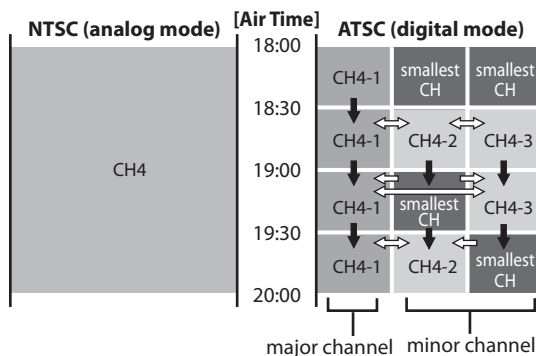 NTSC (analog mode) [Air Time] ATSC (digital mode)
18:00
CH4-1 smallest CH smallest CH
18:30
CH4-1 CH4-2 CH4-3
CH4 19:00
CH4-1 smallest CH CH4-3
19:30
CH4-1 CH4-2 smallest CH
20:00
major channel minor channel